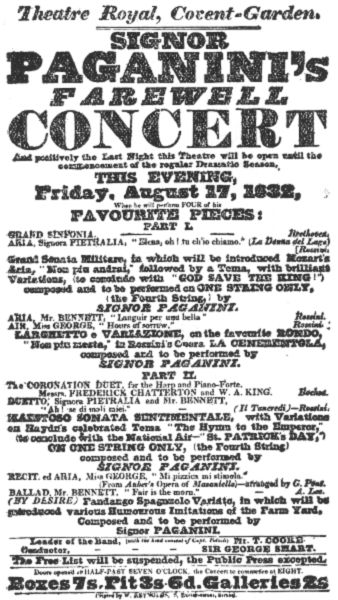 Theatre Royal, Covent-Garden.
SIGNOR
PAGANINI's
FAREWELL
CONCERT
And positively the Last Night this Theatre will be open until the
commencement of the regular Dramatic Season,
THIS EVENING,
Friday, August 17, 1832,
When he will perform FOUR of his
FAVOURITE PIECES:
PART I.
GRAND SINFONIA, Beethoven.
ARIA, Signora PIETRALIA, "Elena, oh! tu ch'io chiamo." (La Donna del Lago)
[Rossini.
Grand Sonata Militare, in which will be introduced Mozart's
Aria, "Non piu andrai," followed by a Tema, with brilliant
Variations, (to conclude with "GOD SAVE THE KING!")
composed and to be performed on ONE STRING ONLY,
(the Fourth String,) by
SIGNOR PAGANINI.
ARIA, Mr. BENNETT, "Languir per una bella" Rossini.
AIR, Miss GEORGE, "Hours of sorrow." Rossini.
LARGHETTO e VARIAZIONE, on the favorite RONDO,
"Non piu mesta," in Rossini's Opera LA CENERENTOLA,
composed and to be performed by
SIGNOR PAGANINI.
PART II.
The CORONATION DUET, for the Harp and Piano-Forte,
Messrs. FREDERICK CHATTERTON and W. A. KING. Bochsa.
DUETTO, Signora PIETRALIA and Mr. BENNETT,
"Ah! se di mali miei." (Il Tancredi)—Rossini.
MAESTOSO SONATA SENTIMENTALE, with Variations
on Haydn's celebrated Tema "The Hymn to the Emperor,"
(to conclude with the National Air—"St. PATRICK'S DAY,")
ON ONE STRING ONLY, (the Fourth String)
composed and to be performed by
SIGNOR PAGANINI.
RECIT. ed ARIA, Miss GEORGE, "Mi pizzica mi stimola."
(From Auber's Opera of Masaniello)—arranged by G.
BALLAD, Mr. BENNETT, "Fair is the morn." A. Lee.
(BY DESIRE) Fandango Spagnuolo Variato, in which will be
introduced various Humorous Imitations of the Farm Yard,
Composed and to be performed by
Signor PAGANINI.
Leader of the Band, (with the kind consent of Capt. Polhill) Mr. T. COOKE.
Conductor, SIR GEORGE SMART.
The Free List will be suspended, the Public Press excepted.
Doors opened at HALF-PAST SEVEN O'CLOCK, the Concert to commence at EIGHT.
Boxes 7s. Pit 3s 6d. Galleries 2s
Printed by W. REYNOLDS,